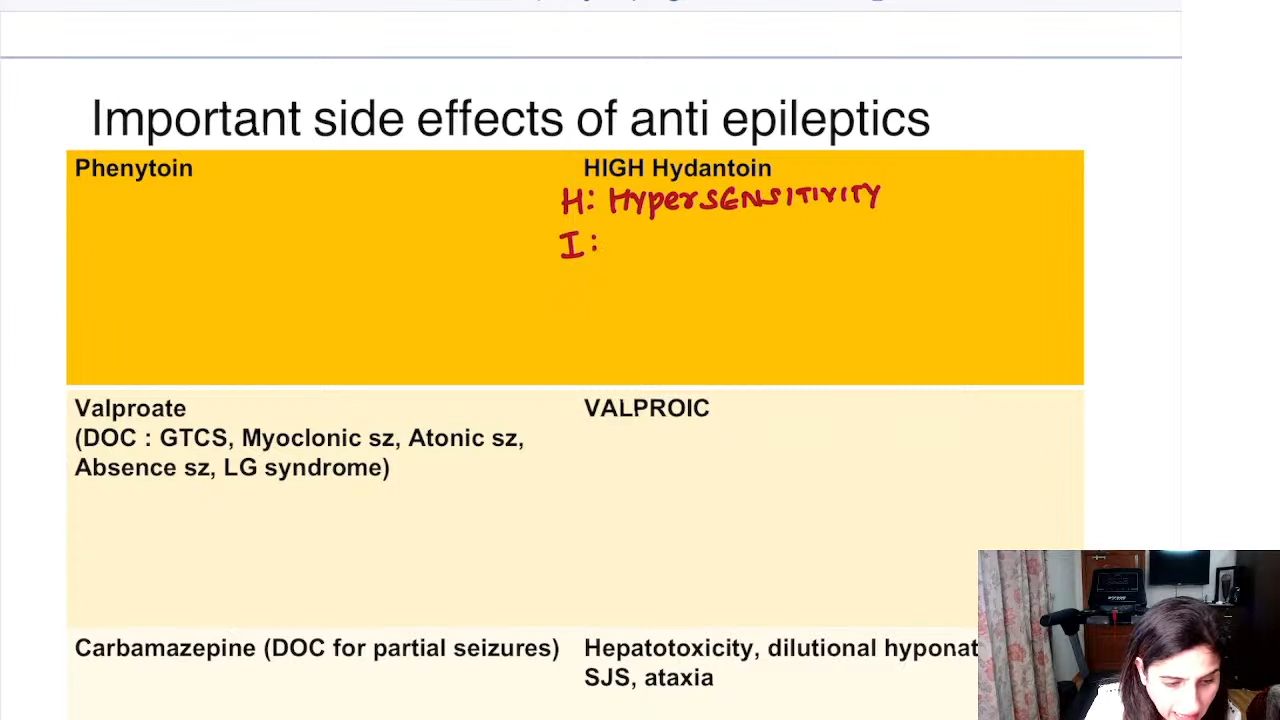 Important side effects of anti epileptics
Phenytoin
HIGH Hydantoin
H: HypersENSITIVITY
I:
Valproate
(DOC : GTCS, Myoclonic sz, Atonic sz,
Absence sz, LG syndrome)
VALPROIC
Carbamazepine (DOC for partial seizures)
Hepatotoxicity, dilutional hyponat
SJS, ataxia